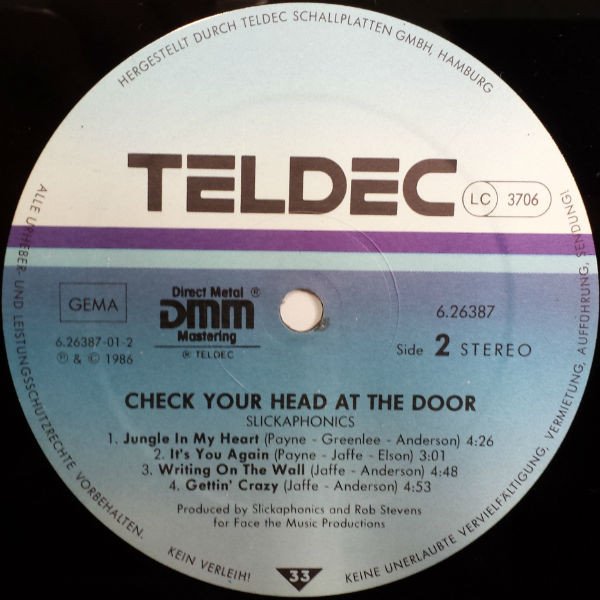 HERGESTELLT DURCH TELDEC SCHALLPLATTEN GMBH, HAMBURG
TELDEC
LC 3706
GEMA
6.26387-01-2
℗ & © 1986
Direct Metal ®
DMM
Mastering
® TELDEC
6.26387
Side 2 STEREO
CHECK YOUR HEAD AT THE DOOR
SLICKAPHONICS
1. Jungle In My Heart (Payne - Greenlee - Anderson) 4:26
2. It's You Again (Payne - Jaffe - Elson) 3:01
3. Writing On The Wall (Jaffe - Anderson) 4:48
4. Gettin' Crazy (Jaffe - Anderson) 4:53
Produced by Slickaphonics and Rob Stevens
for Face the Music Productions
33
ALLE URHEBER- UND LEISTUNGSSCHUTZRECHTE VORBEHALTEN.
KEIN VERLEIH!
KEINE UNERLAUBTE VERVIELFÄLTIGUNG, VERMIETUNG, AUFFÜHRUNG, SENDUNG!